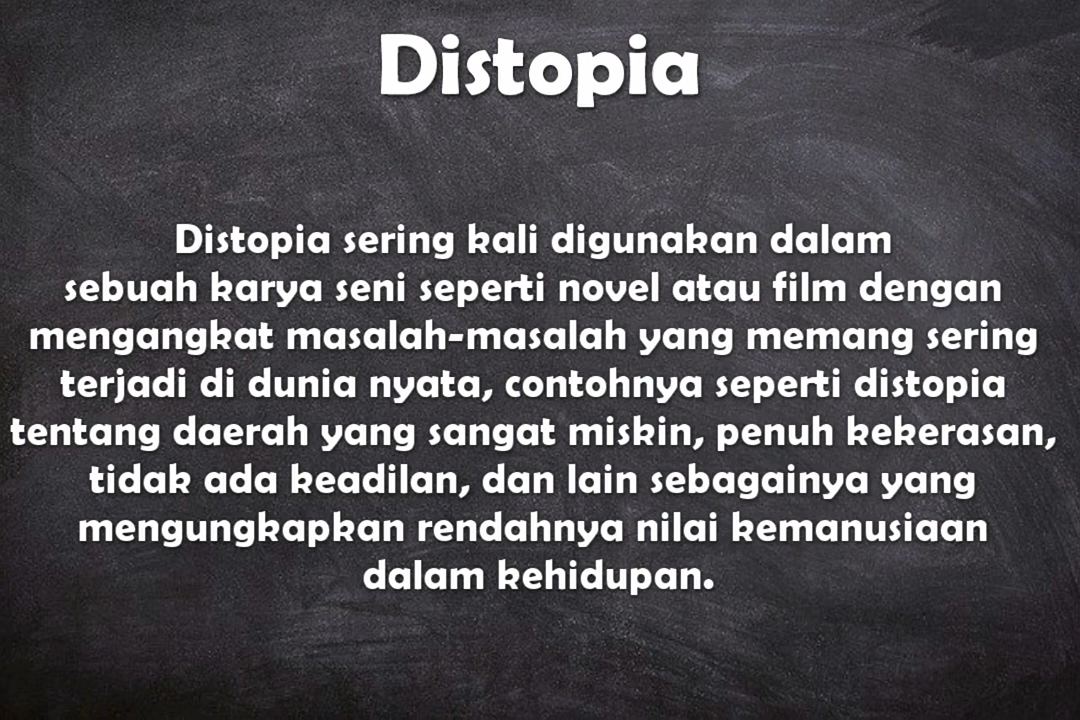 Distopia
Distopia sering kali digunakan dalam
sebuah karya seni seperti novel atau film dengan
mengangkat masalah-masalah yang memang sering
terjadi di dunia nyata, contohnya seperti distopia
tentang daerah yang sangat miskin, penuh kekerasan,
tidak ada keadilan, dan lain sebagainya yang
mengungkapkan rendahnya nilai kemanusiaan
dalam kehidupan.